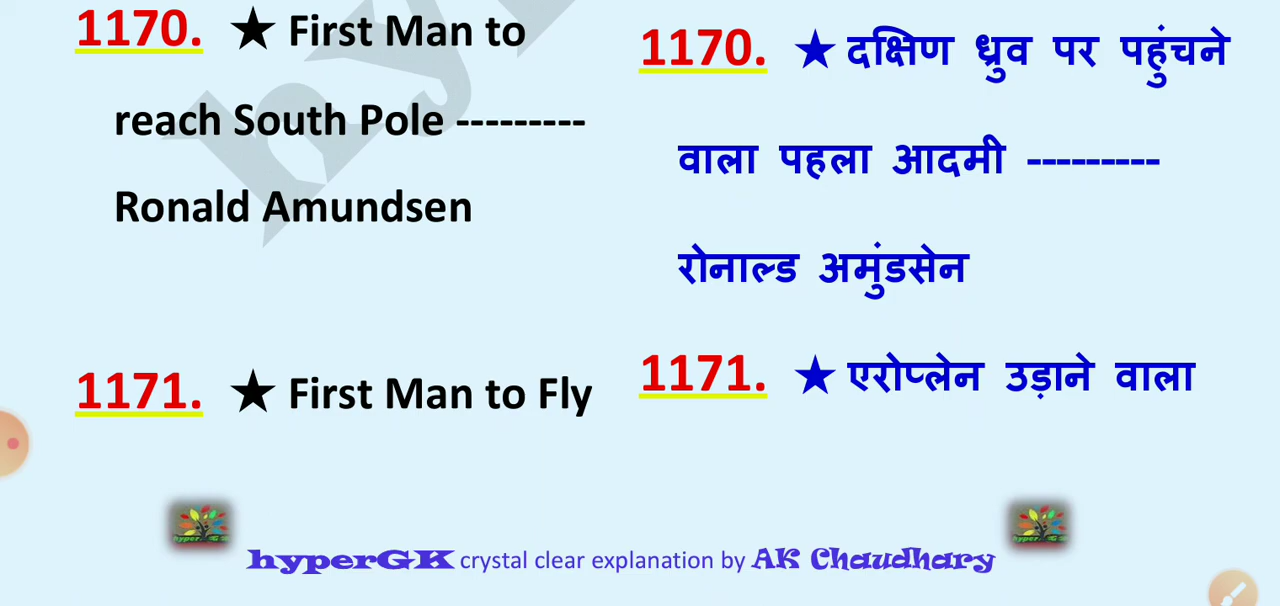 1170. ★ First Man to
reach South Pole ---------
Ronald Amundsen
1171. ★ First Man to Fly
1170. ★ दक्षिण ध्रुव पर पहुंचने
वाला पहला आदमी ---------
रोनाल्ड अमुंडसेन
1171. ★ एरोप्लेन उड़ाने वाला
hyperGK crystal clear explanation by AK Chaudhary